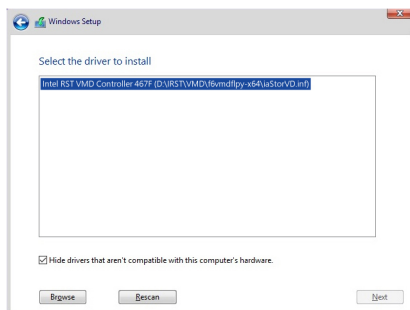 Windows Setup
Select the driver to install
Intel RST VMD Controller 467F (D:\IRST\VMD\f6vmdflpy-x64\iaStorVD.inf)
Hide drivers that aren't compatible with this computer's hardware.
Browse
Rescan
Next